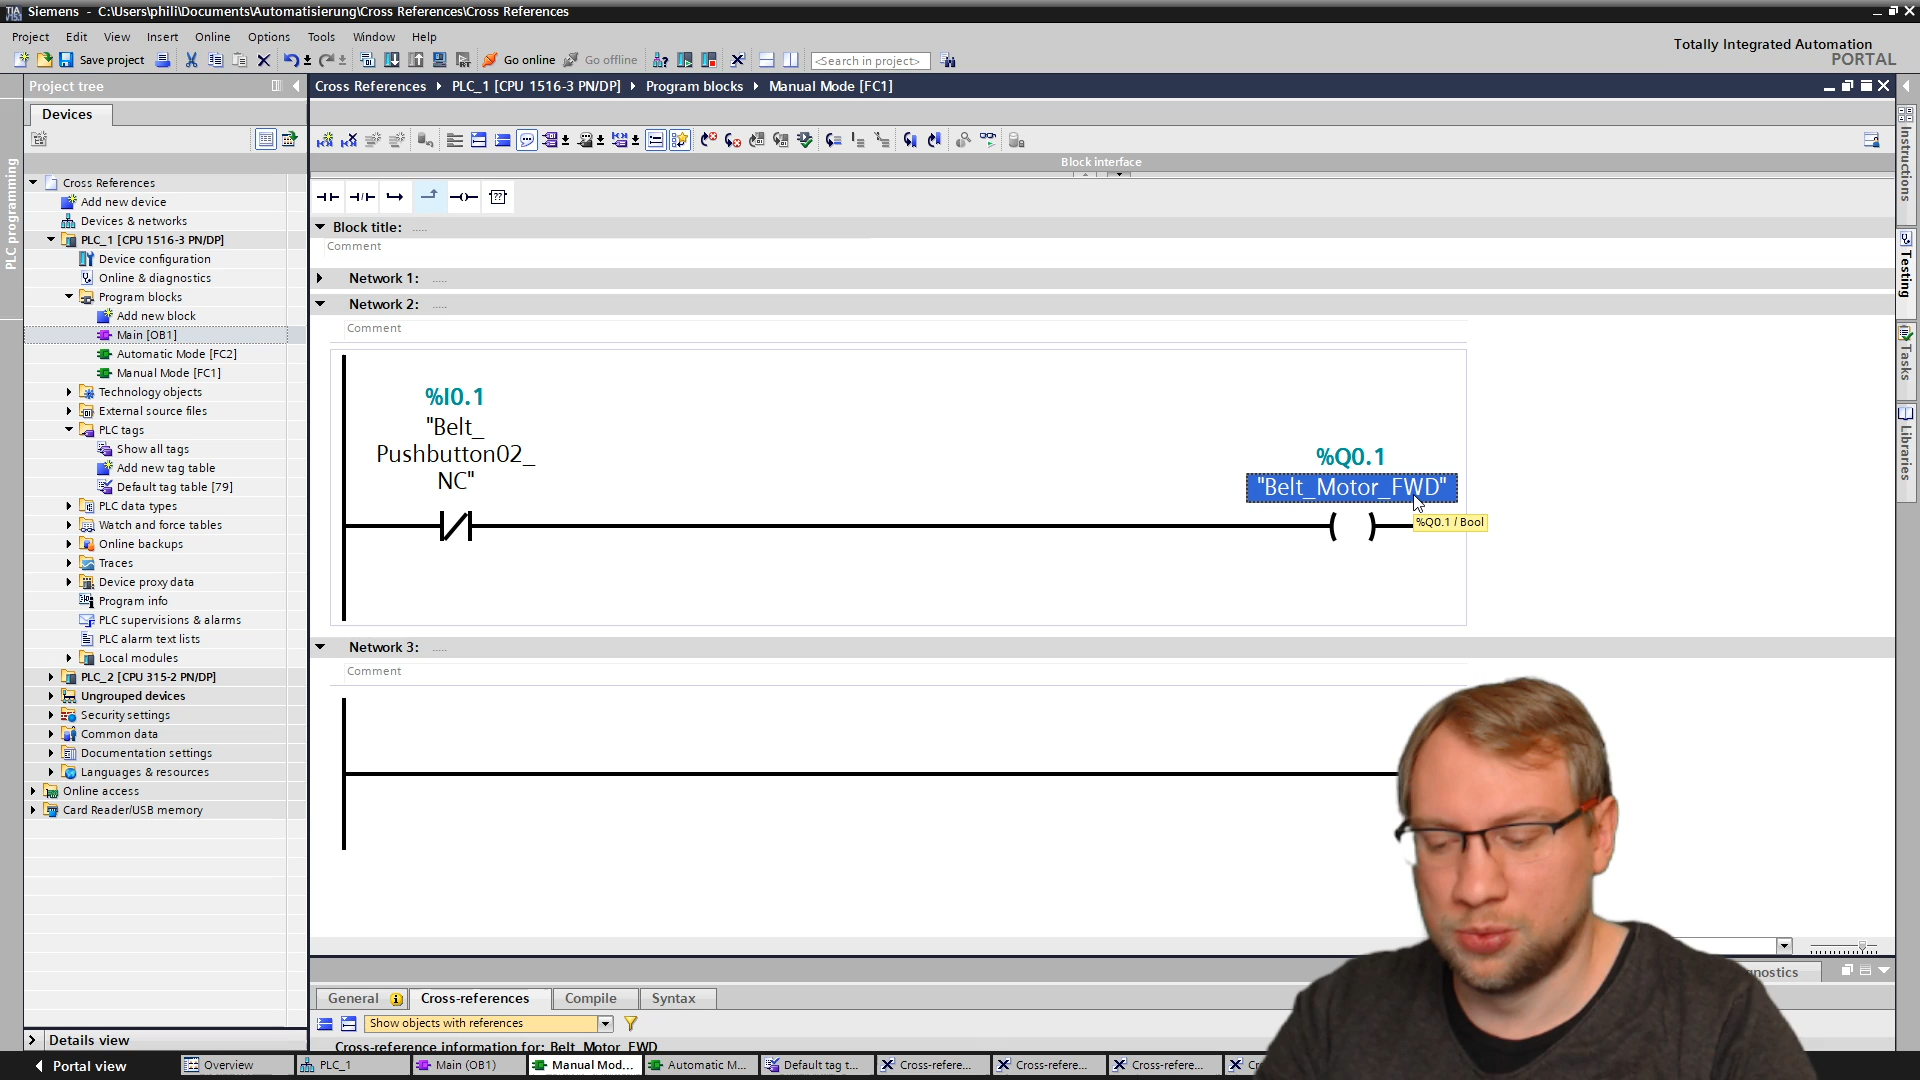 Siemens - C:\Users\phili\Documents\Automatisierung\Cross References\Cross References
Project Edit View Insert Online Options Tools Window Help
Totally Integrated Automation
PORTAL
Save project Go online Go offline <Search in project>
Project tree
Cross References PLC_1 [CPU 1516-3 PN/DP] Program blocks Manual Mode [FC1]
Devices
PLC programming
Cross References
Add new device
Devices & networks
PLC_1 [CPU 1516-3 PN/DP]
Device configuration
Online & diagnostics
Program blocks
Add new block
Main [OB1]
Automatic Mode [FC2]
Manual Mode [FC1]
Technology objects
External source files
PLC tags
Show all tags
Add new tag table
Default tag table [79]
PLC data types
Watch and force tables
Online backups
Traces
Device proxy data
Program info
PLC supervisions & alarms
PLC alarm text lists
Local modules
PLC_2 [CPU 315-2 PN/DP]
Ungrouped devices
Security settings
Common data
Documentation settings
Languages & resources
Online access
Card Reader/USB memory
Details view
Block interface
??
Block title: .....
Comment
Network 1: .....
Network 2: .....
Comment
%I0.1
"Belt_
Pushbutton02_
NC"
%Q0.1
"Belt_Motor_FWD"
%Q0.1 / Bool
Network 3: .....
Comment
Instructions
Testing
Tasks
Libraries
nostics
General Cross-references Compile Syntax
Show objects with references
Cross-reference information for: Belt_Motor_FWD
Portal view Overview PLC_1 Main (OB1) Manual Mod... Automatic M... Default tag t... Cross-refere... Cross-refere... Cross-refere... Cr